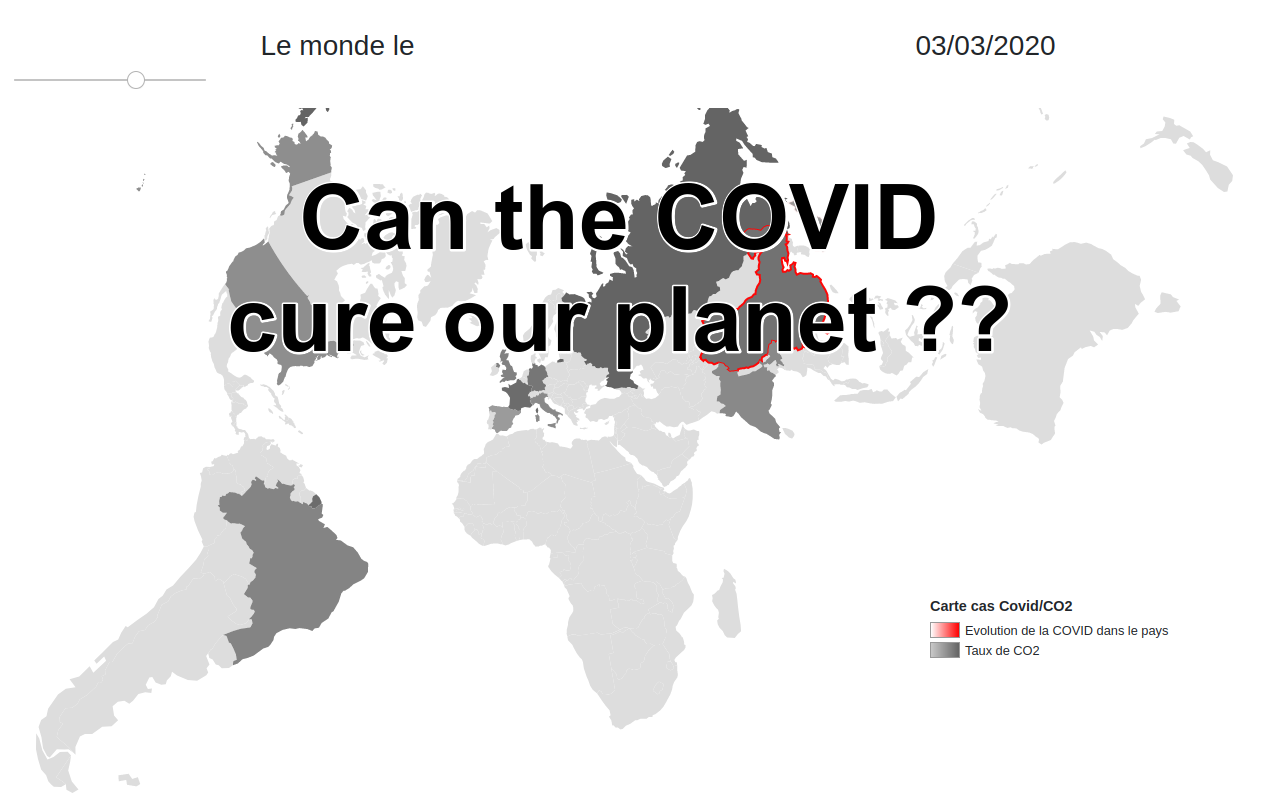 Le monde le
03/03/2020
Can the COVID
cure our planet ??
Carte cas Covid/CO2
Evolution de la COVID dans le pays
Taux de CO2